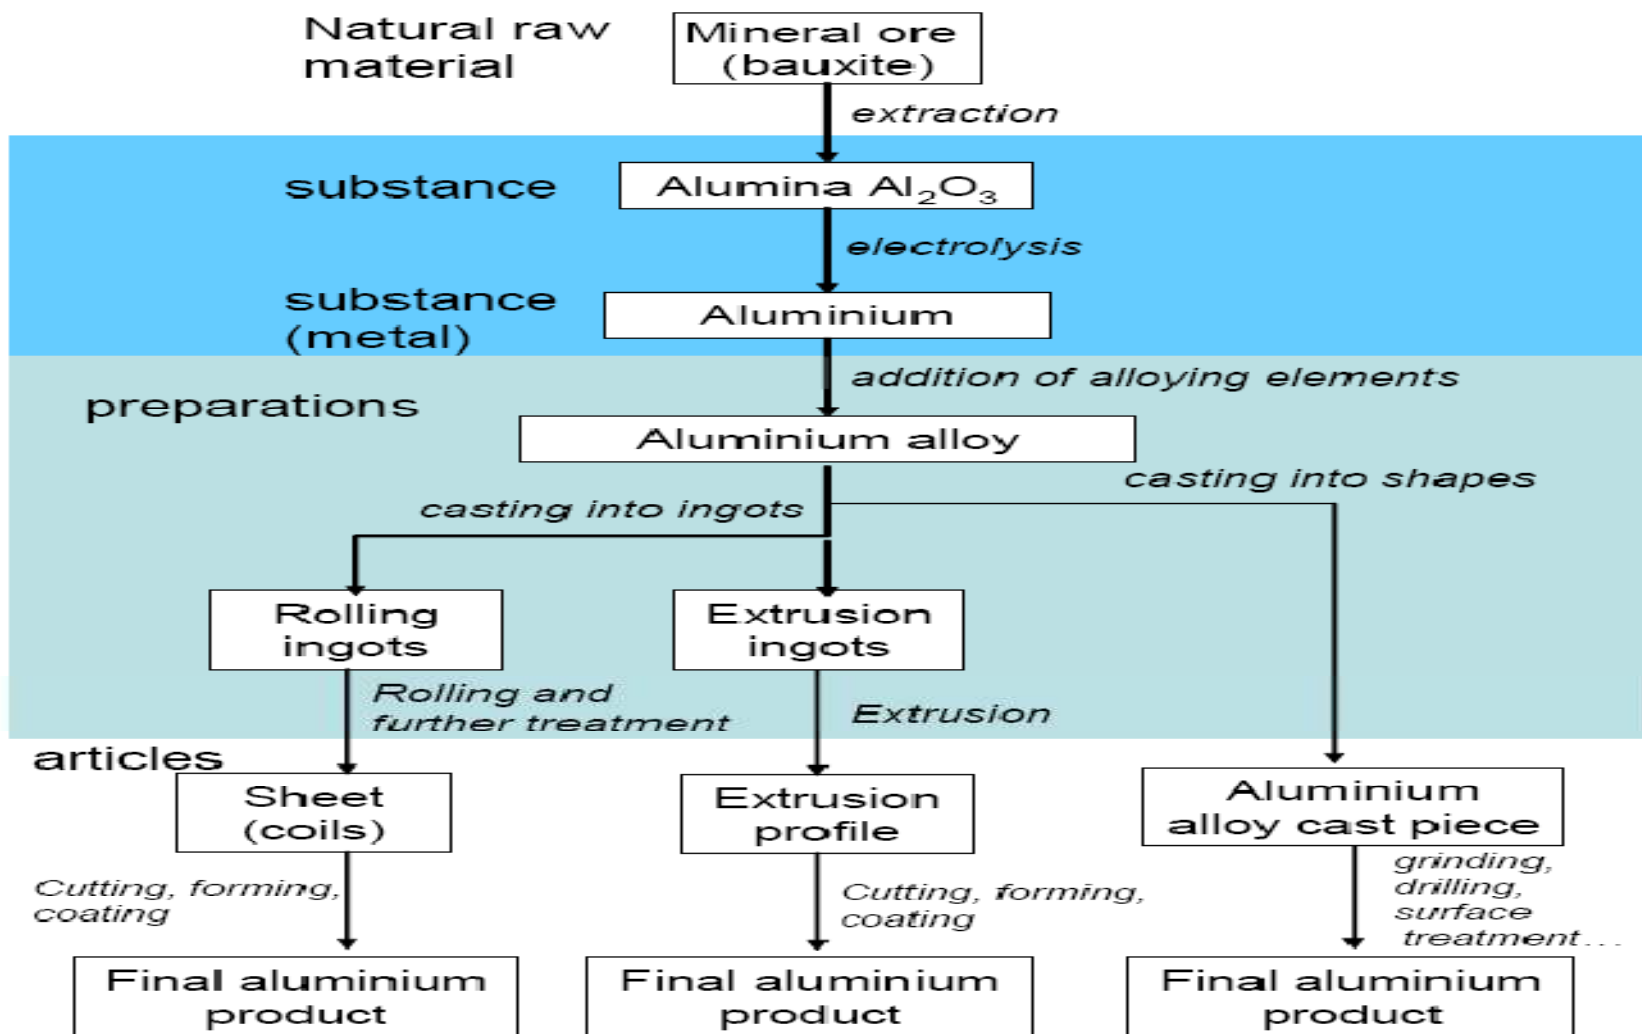 Natural raw
material
Mineral ore
(bauxite)
extraction
substance
Alumina Al₂O₃
electrolysis
substance
(metal)
Aluminium
addition of alloying elements
preparations
Aluminium alloy
casting into shapes
casting into ingots
Rolling
ingots
Extrusion
ingots
Rolling and
further treatment
Extrusion
articles
Sheet
(coils)
Extrusion
profile
Aluminium
alloy cast piece
Cutting, forming,
coating
Cutting, forming,
coating
grinding,
drilling,
surface
treatment...
Final aluminium
product
Final aluminium
product
Final aluminium
product